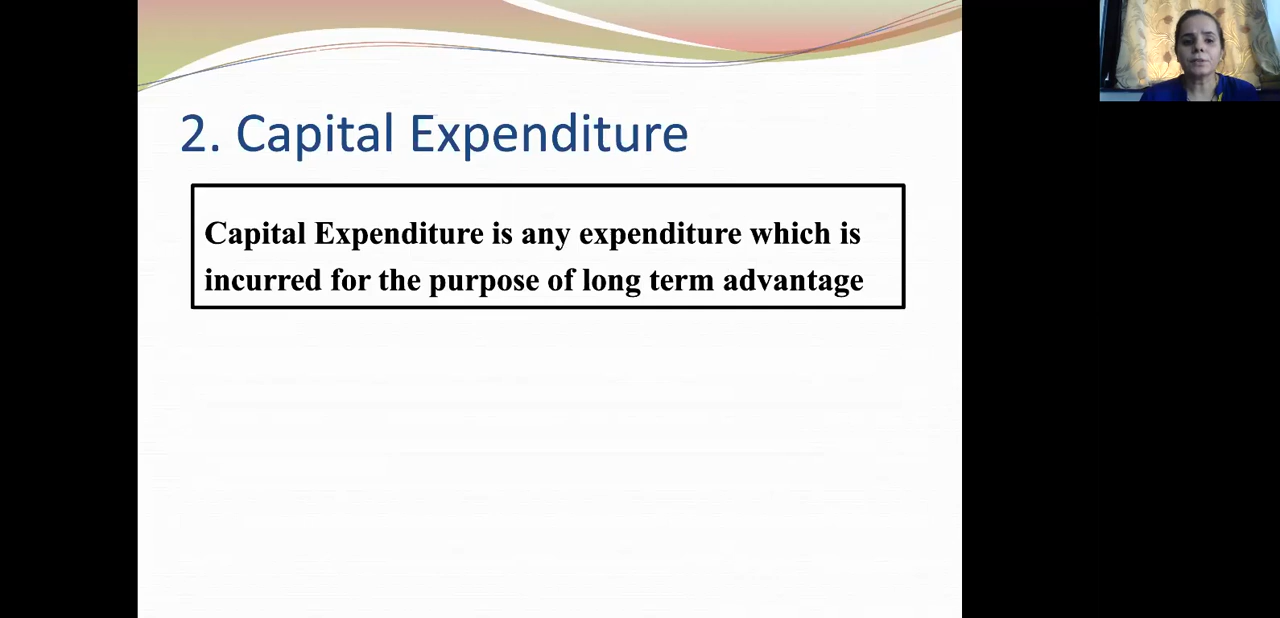 2. Capital Expenditure
Capital Expenditure is any expenditure which is
incurred for the purpose of long term advantage